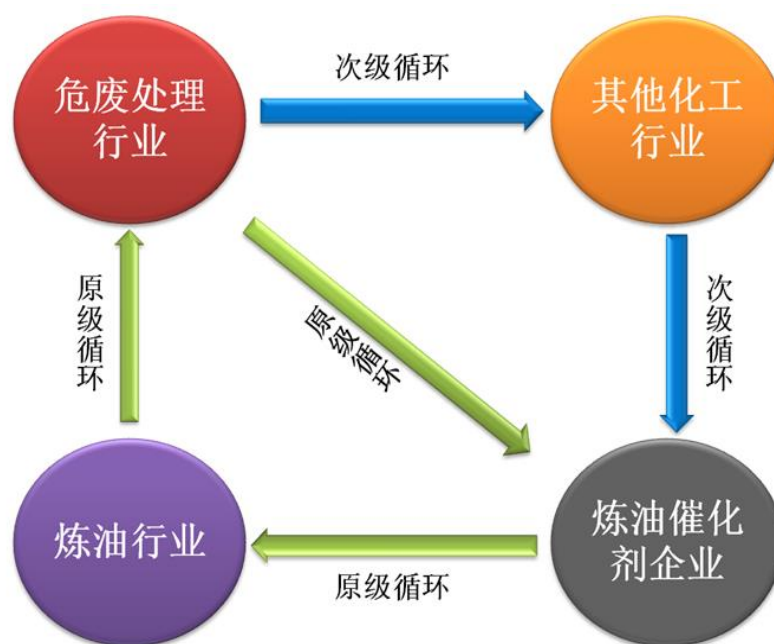 危废处理
行业
次级循环
其他化工
行业
原级循环
原级循环
次级循环
炼油行业
原级循环
炼油催化
剂企业